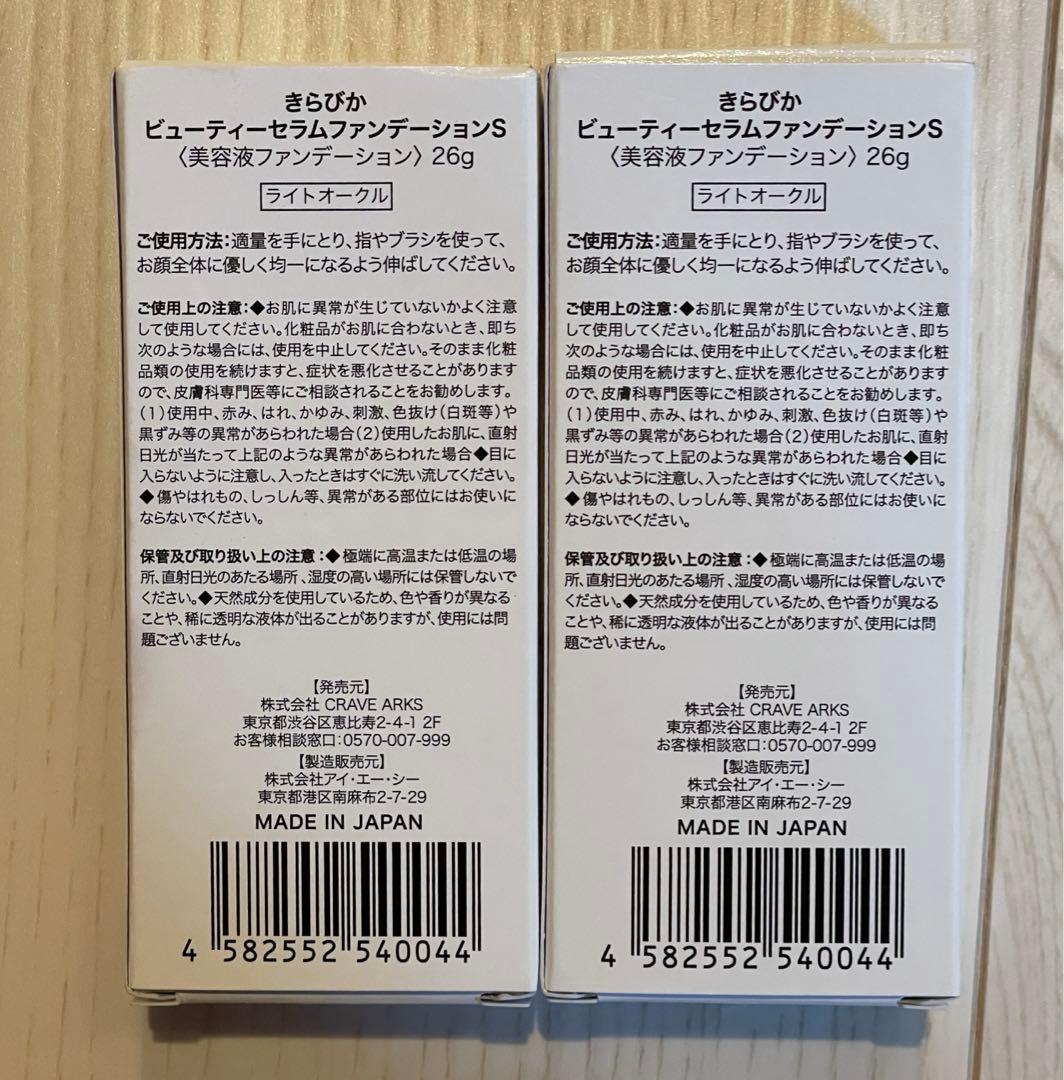 きらびか
ビューティーセラムファンデーションS
〈美容液ファンデーション〉26g
ライトオークル
ご使用方法：適量を手にとり、指やブラシを使って、
お顔全体に優しく均一になるよう伸ばしてください。
ご使用上の注意：◆お肌に異常が生じていないかよく注意
して使用してください。化粧品がお肌に合わないとき、即ち
次のような場合には、使用を中止してください。そのまま化粧
品類の使用を続けますと、症状を悪化させることがあります
ので、皮膚科専門医等にご相談されることをお勧めします。
（1）使用中、赤み、はれ、かゆみ、刺激、色抜け（白斑等）や
黒ずみ等の異常があらわれた場合（2）使用したお肌に、直射
日光が当たって上記のような異常があらわれた場合◆目に
入らないように注意し、入ったときはすぐに洗い流してください。
◆傷やはれもの、しっしん等、異常がある部位にはお使いに
ならないでください。
保管及び取り扱い上の注意：◆極端に高温または低温の場
所、直射日光のあたる場所、湿度の高い場所には保管しないで
ください。◆天然成分を使用しているため、色や香りが異なる
ことや、稀に透明な液体が出ることがありますが、使用には問
題ございません。
【発売元】
株式会社 CRAVE ARKS
東京都渋谷区恵比寿2-4-1 2F
お客様相談窓口：0570-007-999
【製造販売元】
株式会社アイ・エー・シー
東京都港区南麻布2-7-29
MADE IN JAPAN
4 582552 540044
きらびか
ビューティーセラムファンデーションS
〈美容液ファンデーション〉26g
ライトオークル
ご使用方法：適量を手にとり、指やブラシを使って、
お顔全体に優しく均一になるよう伸ばしてください。
ご使用上の注意：◆お肌に異常が生じていないかよく注意
して使用してください。化粧品がお肌に合わないとき、即ち
次のような場合には、使用を中止してください。そのまま化粧
品類の使用を続けますと、症状を悪化させることがあります
ので、皮膚科専門医等にご相談されることをお勧めします。
（1）使用中、赤み、はれ、かゆみ、刺激、色抜け（白斑等）や
黒ずみ等の異常があらわれた場合（2）使用したお肌に、直射
日光が当たって上記のような異常があらわれた場合◆目に
入らないように注意し、入ったときはすぐに洗い流してください。
◆傷やはれもの、しっしん等、異常がある部位にはお使いに
ならないでください。
保管及び取り扱い上の注意：◆極端に高温または低温の場
所、直射日光のあたる場所、湿度の高い場所には保管しないで
ください。◆天然成分を使用しているため、色や香りが異なる
ことや、稀に透明な液体が出ることがありますが、使用には問
題ございません。
【発売元】
株式会社 CRAVE ARKS
東京都渋谷区恵比寿2-4-1 2F
お客様相談窓口：0570-007-999
【製造販売元】
株式会社アイ・エー・シー
東京都港区南麻布2-7-29
MADE IN JAPAN
4 582552 540044